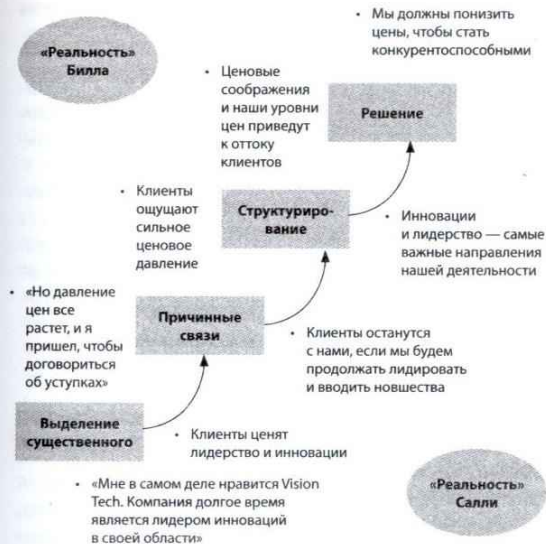 «Реальность»
Билла
• Мы должны понизить
цены, чтобы стать
конкурентоспособными
• Ценовые
соображения
и наши уровни
цен приведут
к оттоку
клиентов
Решение
• Клиенты
ощущают
сильное
ценовое
давление
Структуриро-
вание
• Инновации
и лидерство — самые
важные направления
нашей деятельности
• «Но давление
цен все
растет, и я
пришел, чтобы
договориться
об уступках»
Причинные
связи
• Клиенты останутся
с нами, если мы будем
продолжать лидировать
и вводить новшества
Выделение
существенного
• Клиенты ценят
лидерство и инновации
• «Мне в самом деле нравится Vision
Tech. Компания долгое время
является лидером инноваций
в своей области»
«Реальность»
Салли